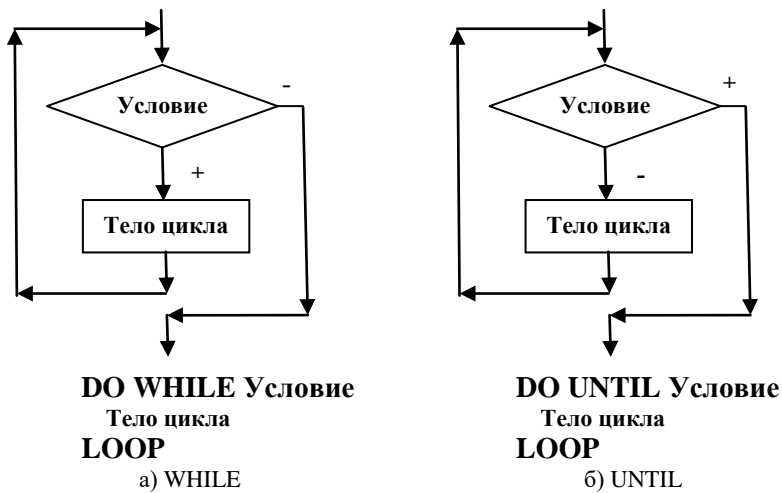 Условие
-
+
Тело цикла
DO WHILE Условие
Тело цикла
LOOP
а) WHILE
Условие
+
-
Тело цикла
DO UNTIL Условие
Тело цикла
LOOP
б) UNTIL